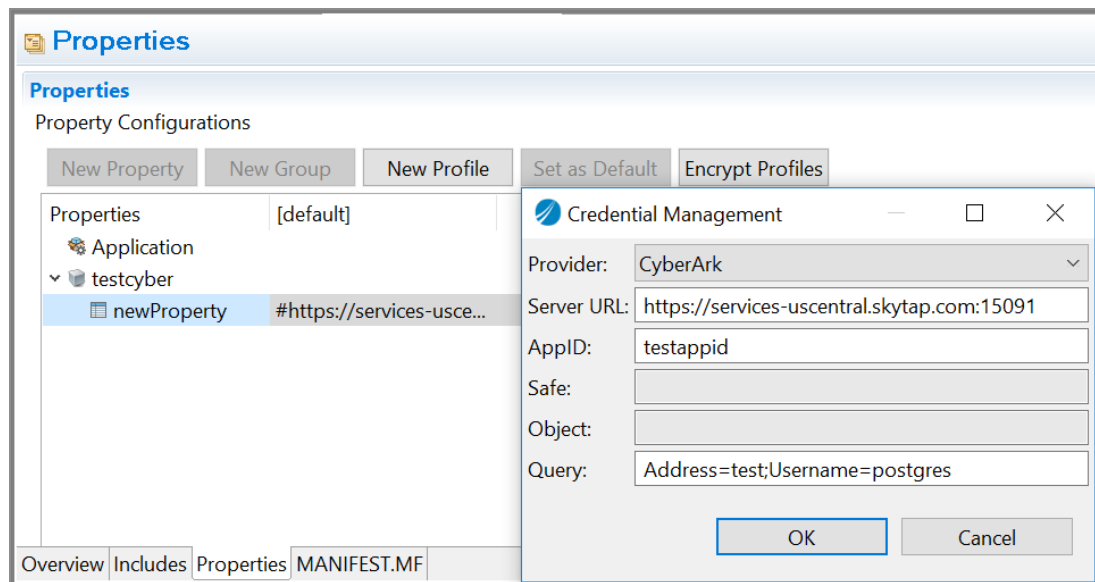 Properties
Properties
Property Configurations
New Property New Group New Profile Set as Default Encrypt Profiles
Properties [default]
Application
testcyber
newProperty #https://services-usce...
Credential Management
Provider: CyberArk
Server URL: https://services-uscentral.skytap.com:15091
AppID: testappid
Safe:
Object:
Query: Address=test;Username=postgres
OK Cancel
Overview Includes Properties MANIFEST.MF